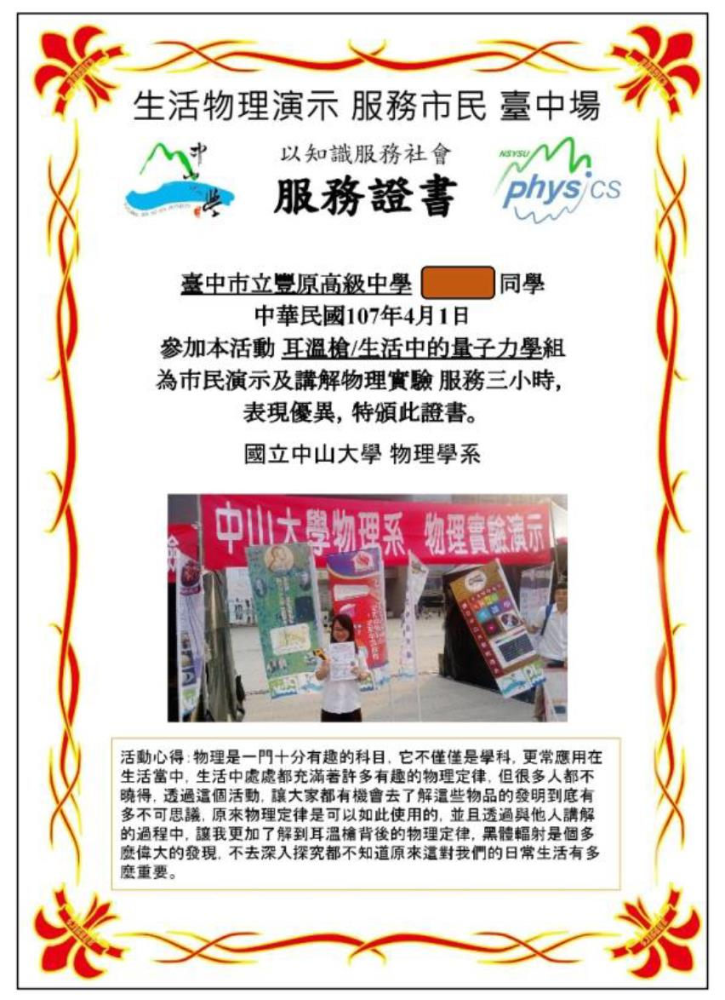 生活物理演示 服務市民 臺中場
以知識服務社會
服務證書
中山大學
NSYSU
physics
臺中市立豐原高級中學 同學
中華民國107年4月1日
參加本活動 耳溫槍/生活中的量子力學組
為市民演示及講解物理實驗 服務三小時,
表現優異, 特頒此證書。
國立中山大學 物理學系
中山大學物理系 物理實驗演示
活動心得:物理是一門十分有趣的科目, 它不僅僅是學科, 更常應用在
生活當中, 生活中處處都充滿著許多有趣的物理定律, 但很多人都不
曉得, 透過這個活動, 讓大家都有機會去了解這些物品的發明到底有
多不可思議, 原來物理定律是可以如此使用的, 並且透過與他人講解
的過程中, 讓我更加了解到耳溫槍背後的物理定律, 黑體輻射是個多
麼偉大的發現, 不去深入探究都不知道原來這對我們的日常生活有多
麼重要。